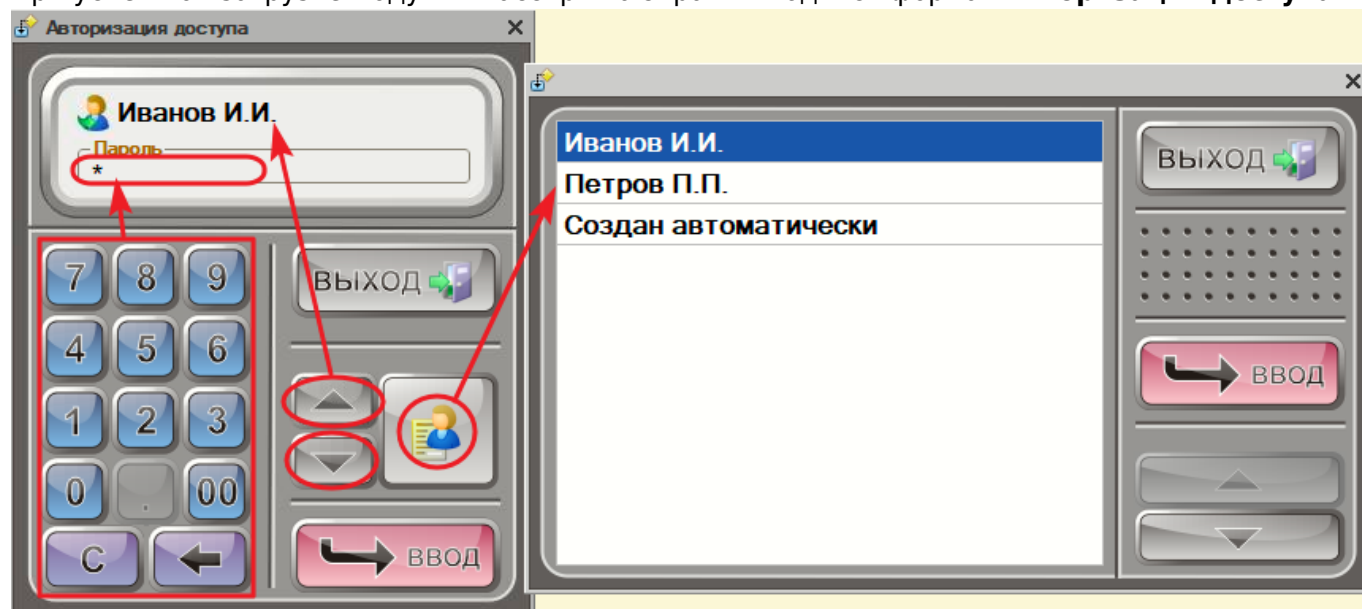 Авторизация доступа
Иванов И.И.
Пароль
*
7 8 9
4 5 6
1 2 3
0 . 00
C
ВЫХОД
ВВОД
Иванов И.И.
Петров П.П.
Создан автоматически
ВЫХОД
ВВОД